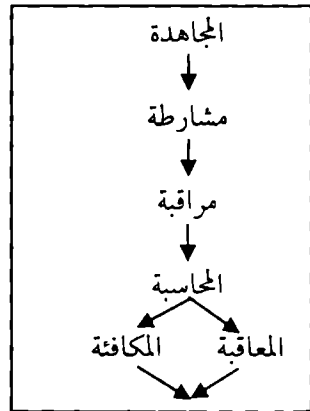 المجاهدة
مشارطة
مراقبة
المحاسبة
المعاقبة المكافئة